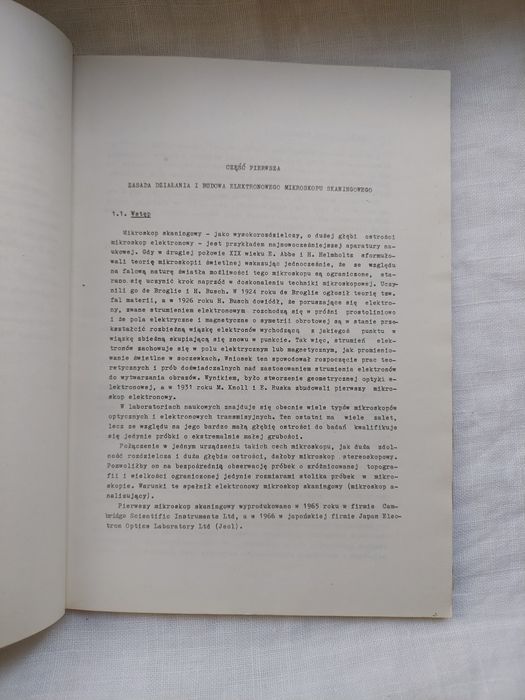 CZĘŚĆ PIERWSZA
ZASADA DZIAŁANIA I BUDOWA ELEKTRONOWEGO MIKROSKOPU SKANINGOWEGO
1.1. Wstęp
Mikroskop skaningowy - jako wysokorozdzielczy, o dużej głębi ostrości
mikroskop elektronowy - jest przykładem najnowocześniejszej aparatury na-
ukowej. Gdy w drugiej połowie XIX wieku E. Abbe i H. Helmholtz sformuło-
wali teorię mikroskopii świetlnej wskazując jednocześnie, że ze względu
na falową naturę światła możliwości tego mikroskopu są ograniczone, sta-
rano się uczynić krok naprzód w doskonaleniu techniki mikroskopowej. Uczy-
nili go de Broglie i H. Busch. W 1924 roku de Broglie ogłosił teorię tzw.
fal materii, a w 1926 roku H. Busch dowiódł, że poruszające się elektro-
ny, zwane strumieniem elektronowym rozchodzą się w próżni prostoliniowo
i że pola elektryczne i magnetyczne o symetrii obrotowej są w stanie prze-
kształcić rozbieżną wiązkę elektronów wychodzącą z jakiegoś punktu w
wiązkę zbieżną skupiającą się znowu w punkcie. Tak więc, strumień elek-
tronów zachowuje się w polu elektrycznym lub magnetycznym, jak promienio-
wanie świetlne w soczewkach. Wniosek ten spowodował rozpoczęcie prac teo-
retycznych i prób doświadczalnych nad zastosowaniem strumienia elektronów
do wytwarzania obrazów. Wynikiem, było stworzenie geometrycznej optyki e-
lektronowej, a w 1931 roku M. Knoll i E. Ruska zbudowali pierwszy mikro-
skop elektronowy.
W laboratoriach naukowych znajduje się obecnie wiele typów mikroskopów
optycznych i elektronowych transmisyjnych. Ten ostatni ma wiele zalet,
lecz ze względu na jego bardzo małą głębię ostrości do badań kwalifikuje
się jedynie próbki o ekstremalnie małej grubości.
Połączenie w jednym urządzeniu takich cech mikroskopu, jak duża zdol-
ność rozdzielcza i duża głębia ostrości, dałoby mikroskop stereoskopowy.
Pozwoliłby on na bezpośrednią obserwację próbek o zróżnicowanej topogra-
fii i wielkości ograniczonej jedynie rozmiarami stolika próbek w mikro-
skopie. Warunki te spełnił elektronowy mikroskop skaningowy (mikroskop a-
nalizujący).
Pierwszy mikroskop skaningowy wyprodukowano w 1965 roku w firmie Cam-
bridge Scientific Instruments Ltd, a w 1966 w japońskiej firmie Japan Elec-
tron Optics Laboratory Ltd (Jeol).